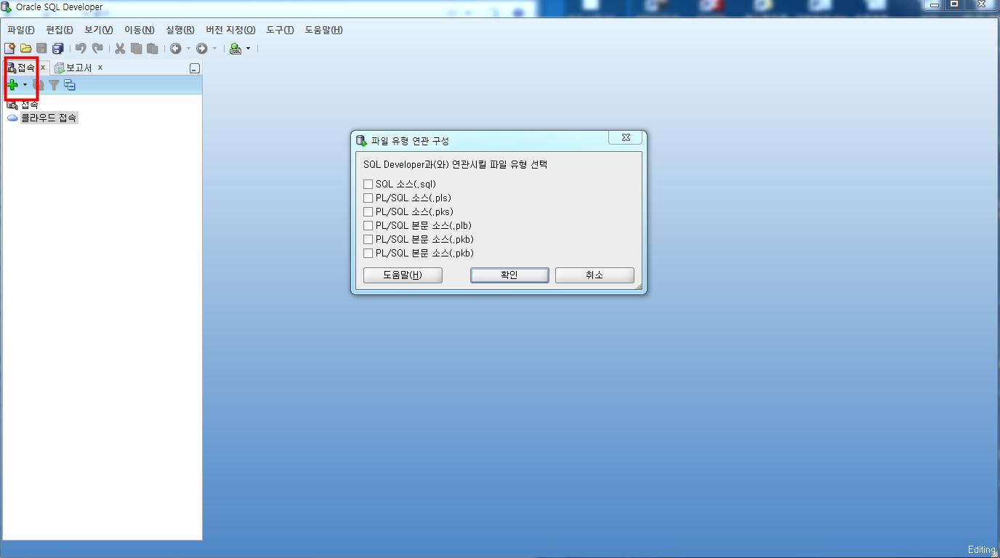 Oracle SQL Developer
파일(F) 편집(E) 보기(V) 이동(N) 실행(R) 버전 지정(O) 도구(T) 도움말(H)
SQL
접속 x 보고서 x
접속
클라우드 접속
파일 유형 연관 구성
SQL Developer과(와) 연관시킬 파일 유형 선택
SQL 소스(.sql)
PL/SQL 소스(.pls)
PL/SQL 소스(.pks)
PL/SQL 본문 소스(.plb)
PL/SQL 본문 소스(.pkb)
PL/SQL 본문 소스(.pkb)
도움말(H) 확인 취소
Editing